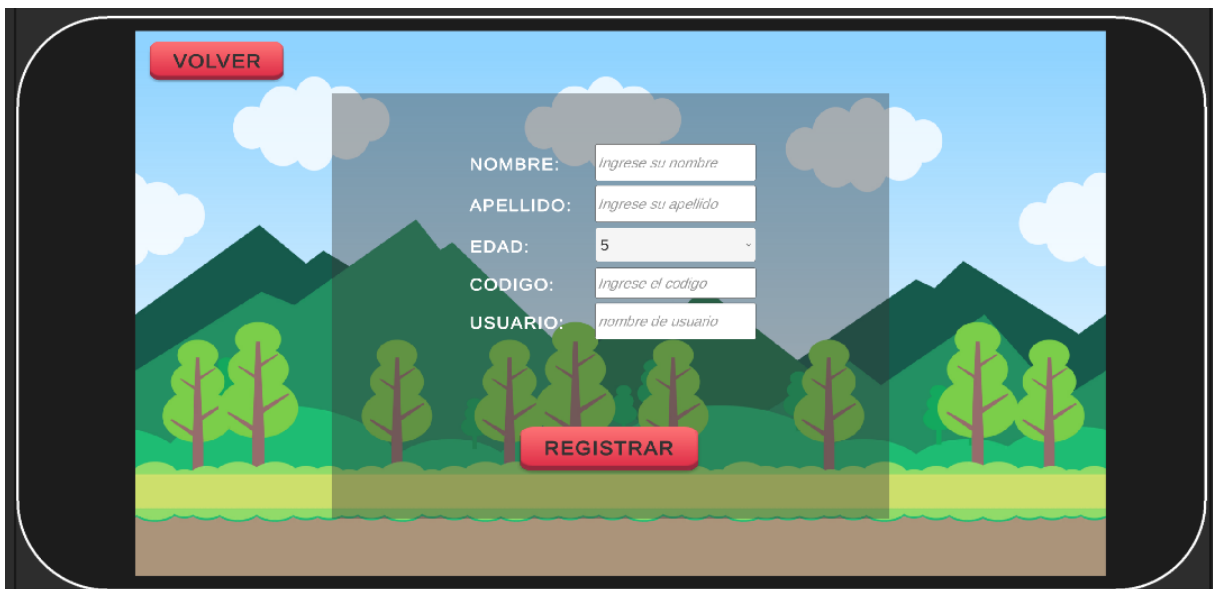 VOLVER
NOMBRE: Ingrese su nombre
APELLIDO: Ingrese su apellido
EDAD: 5
CODIGO: Ingrese el codigo
USUARIO: nombre de usuario
REGISTRAR